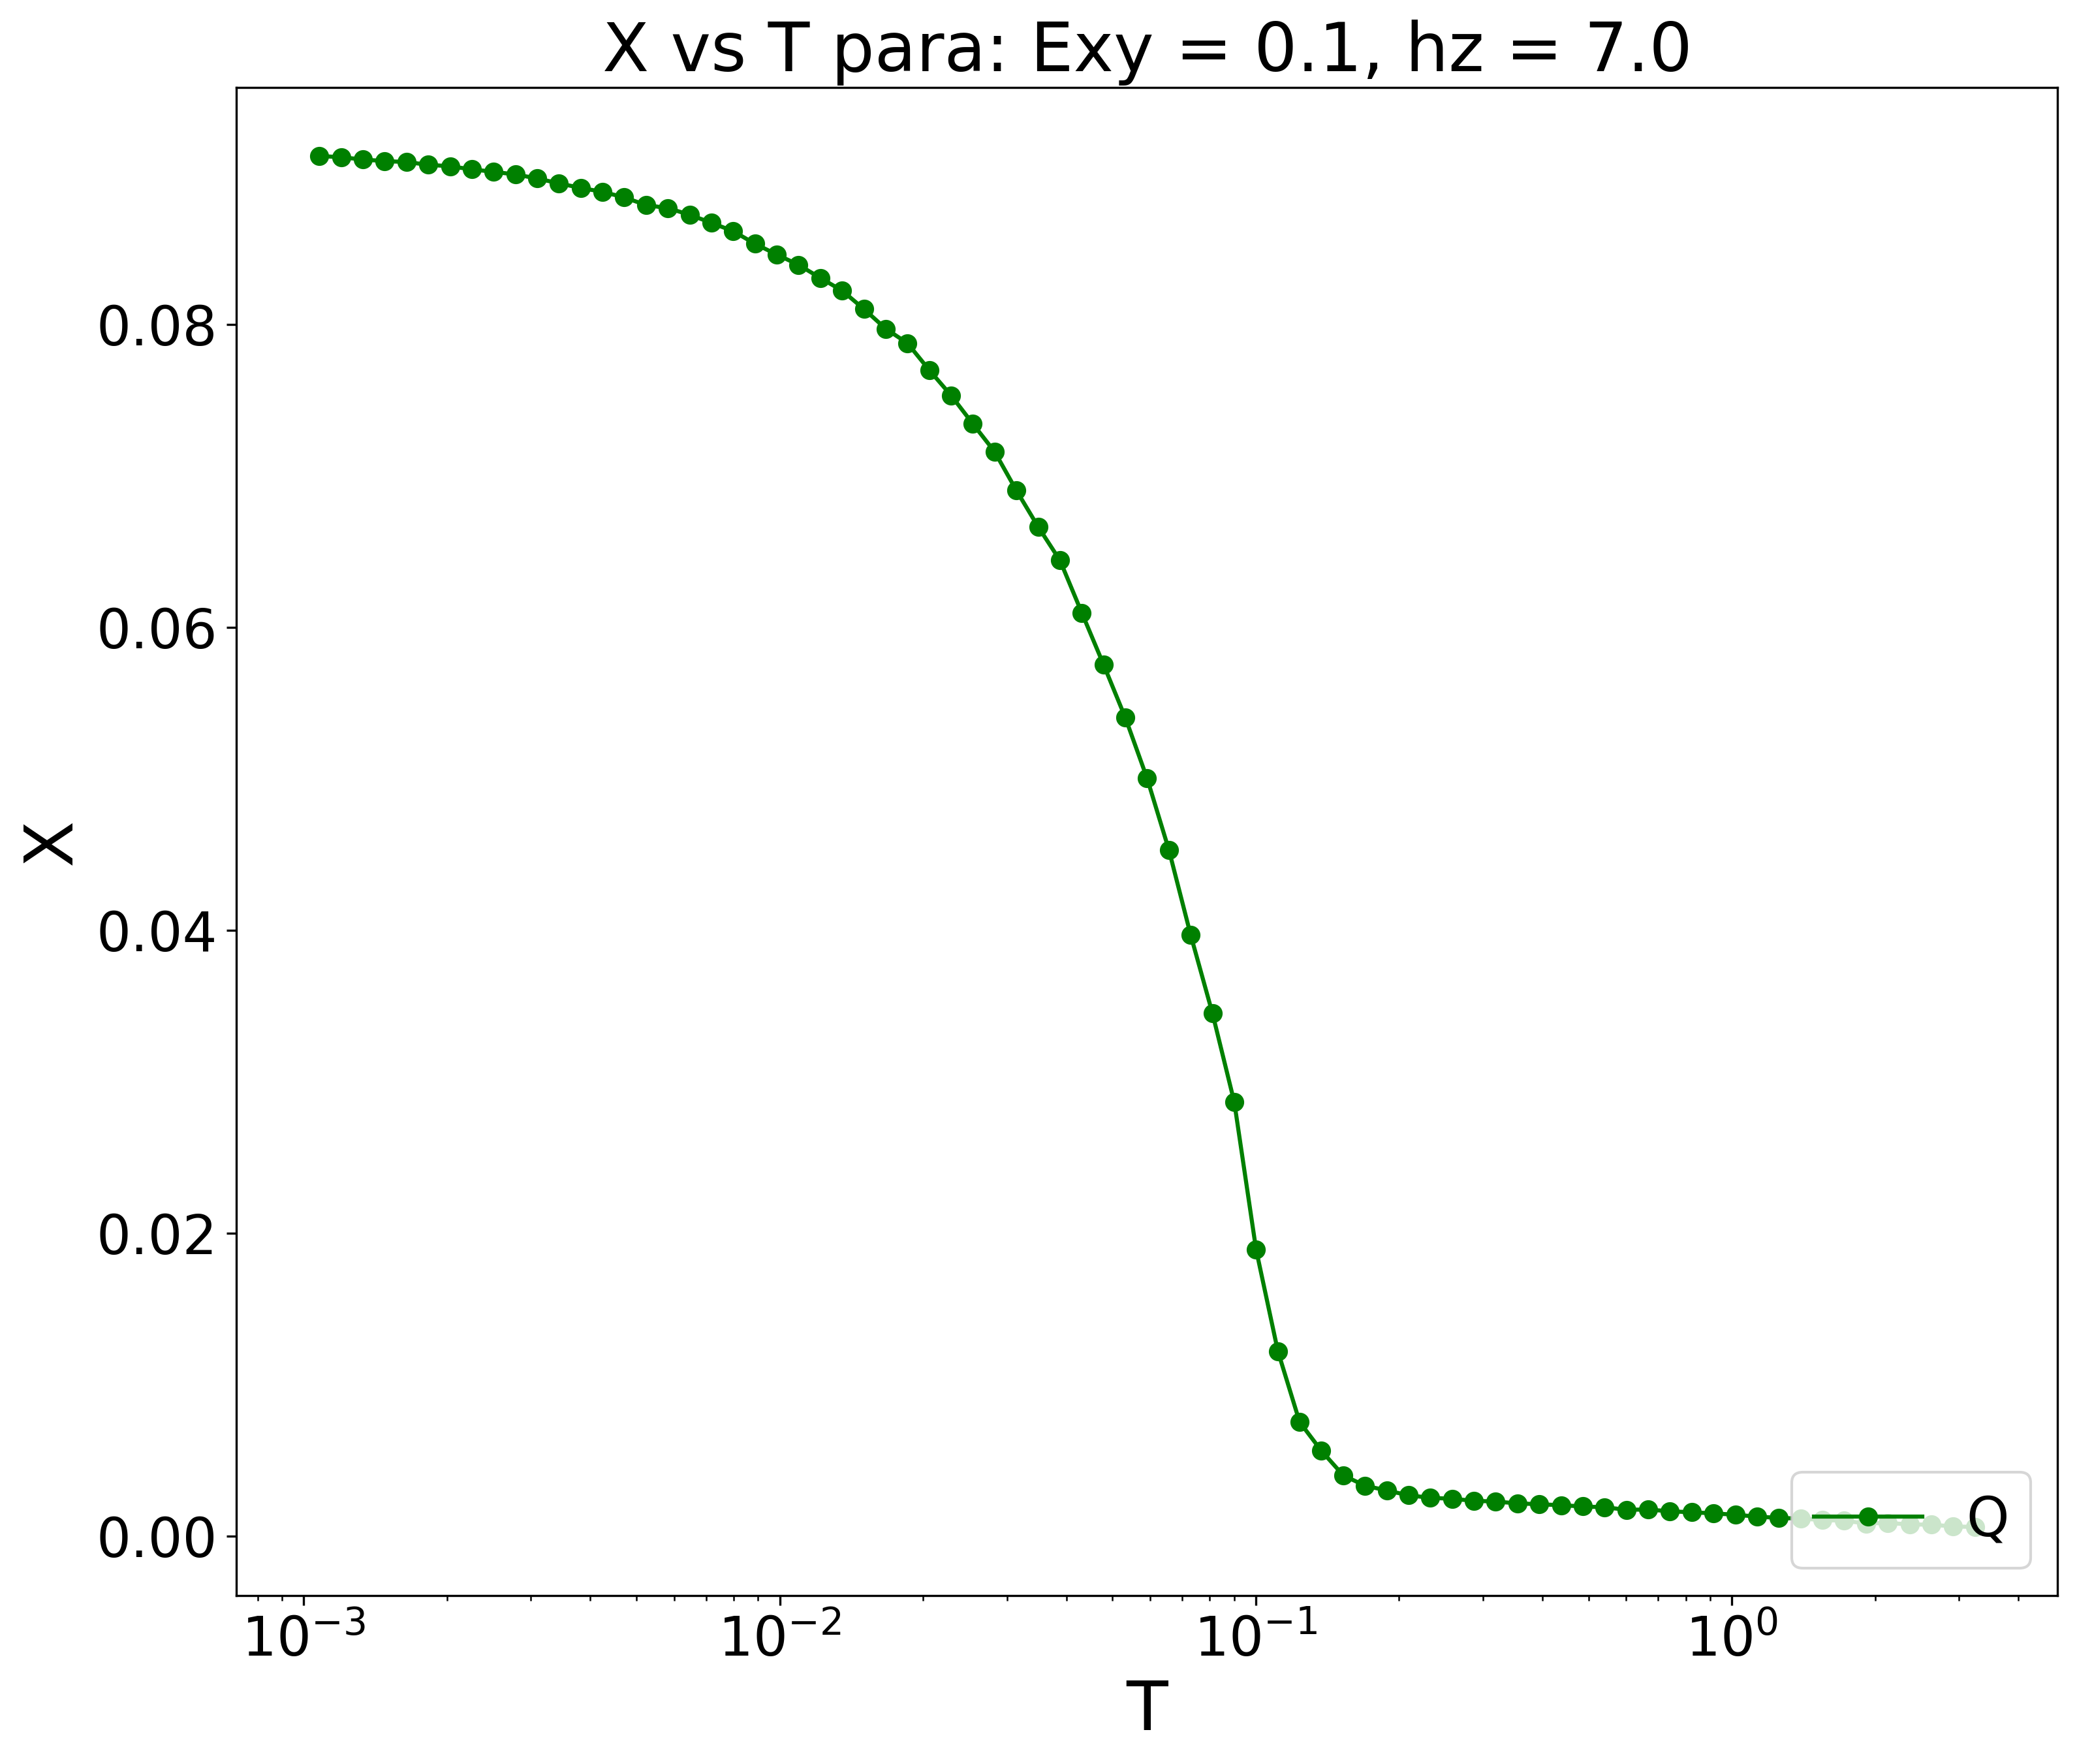 X vs T para: Exy = 0.1, hz = 7.0
X
0.08
0.06
0.04
0.02
0.00
Q
10⁻³ 10⁻² 10⁻¹ 10⁰
T